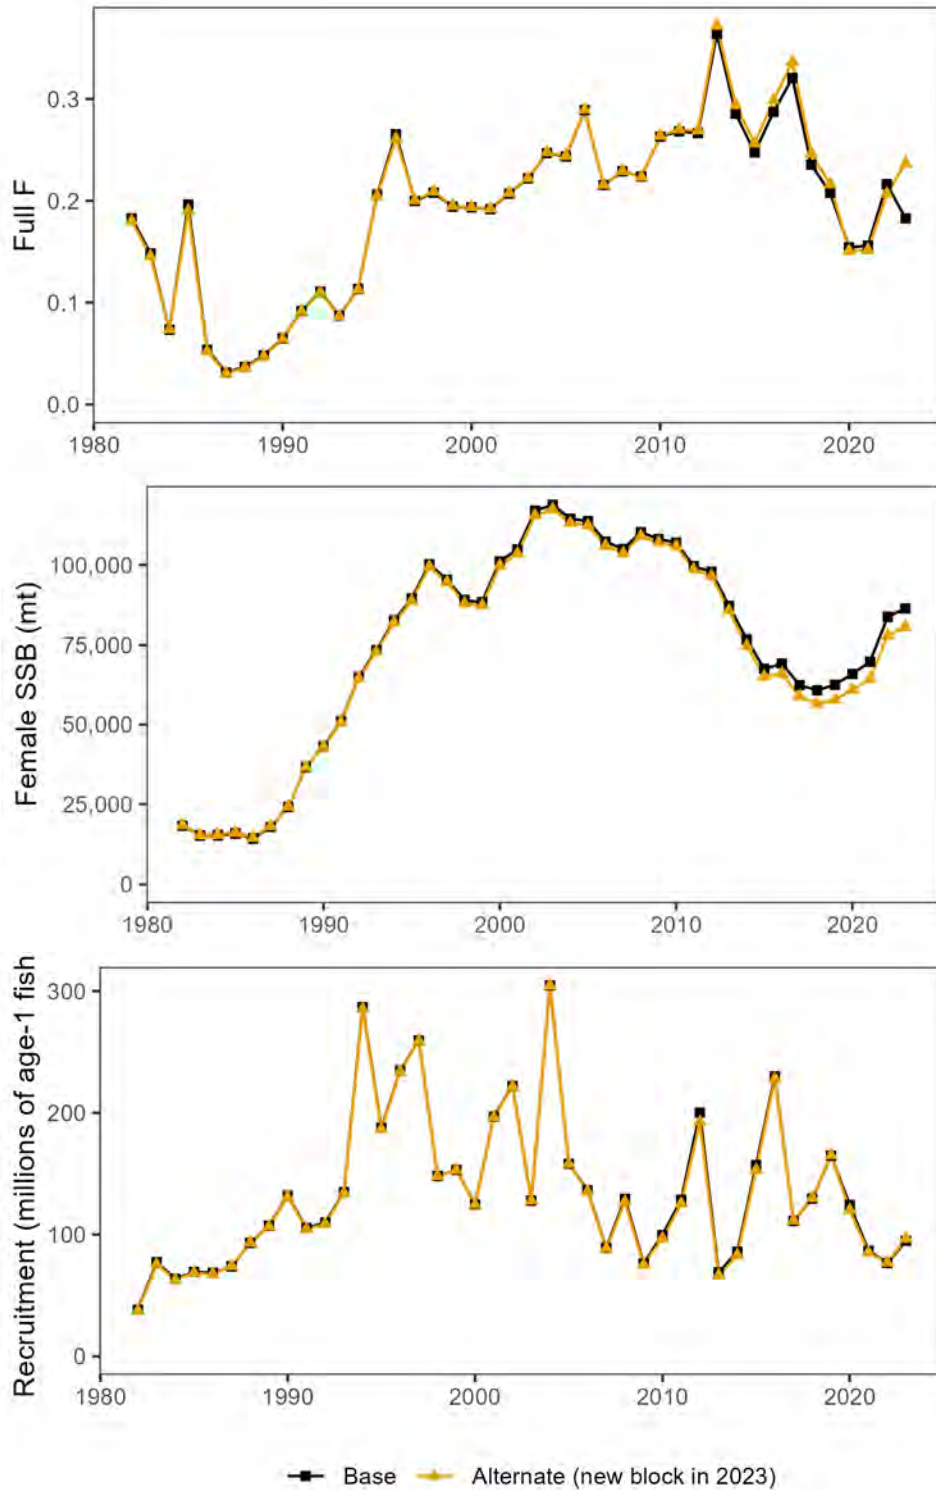 Full F
0.3
0.2
0.1
0.0
1980 1990 2000 2010 2020
Female SSB (mt)
100,000
75,000
50,000
25,000
0
1980 1990 2000 2010 2020
Recruitment (millions of age-1 fish
300
200
100
0
1980 1990 2000 2010 2020
Base Alternate (new block in 2023)